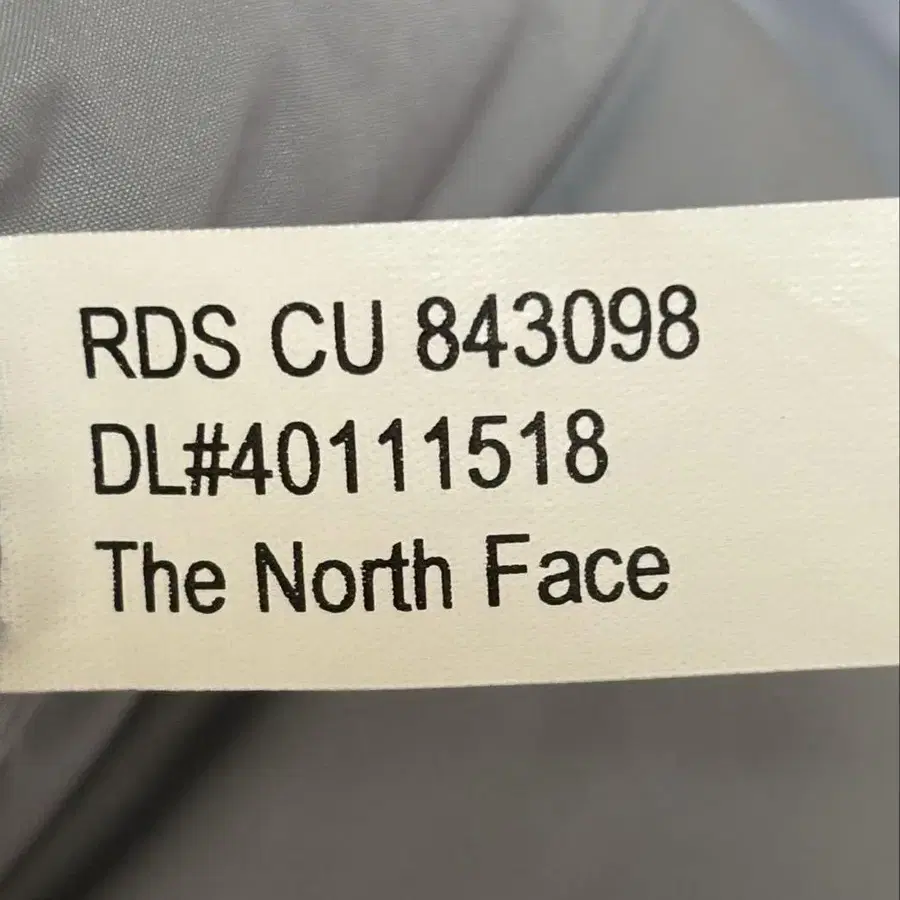 RDS CU 843098
DL#40111518
The North Face